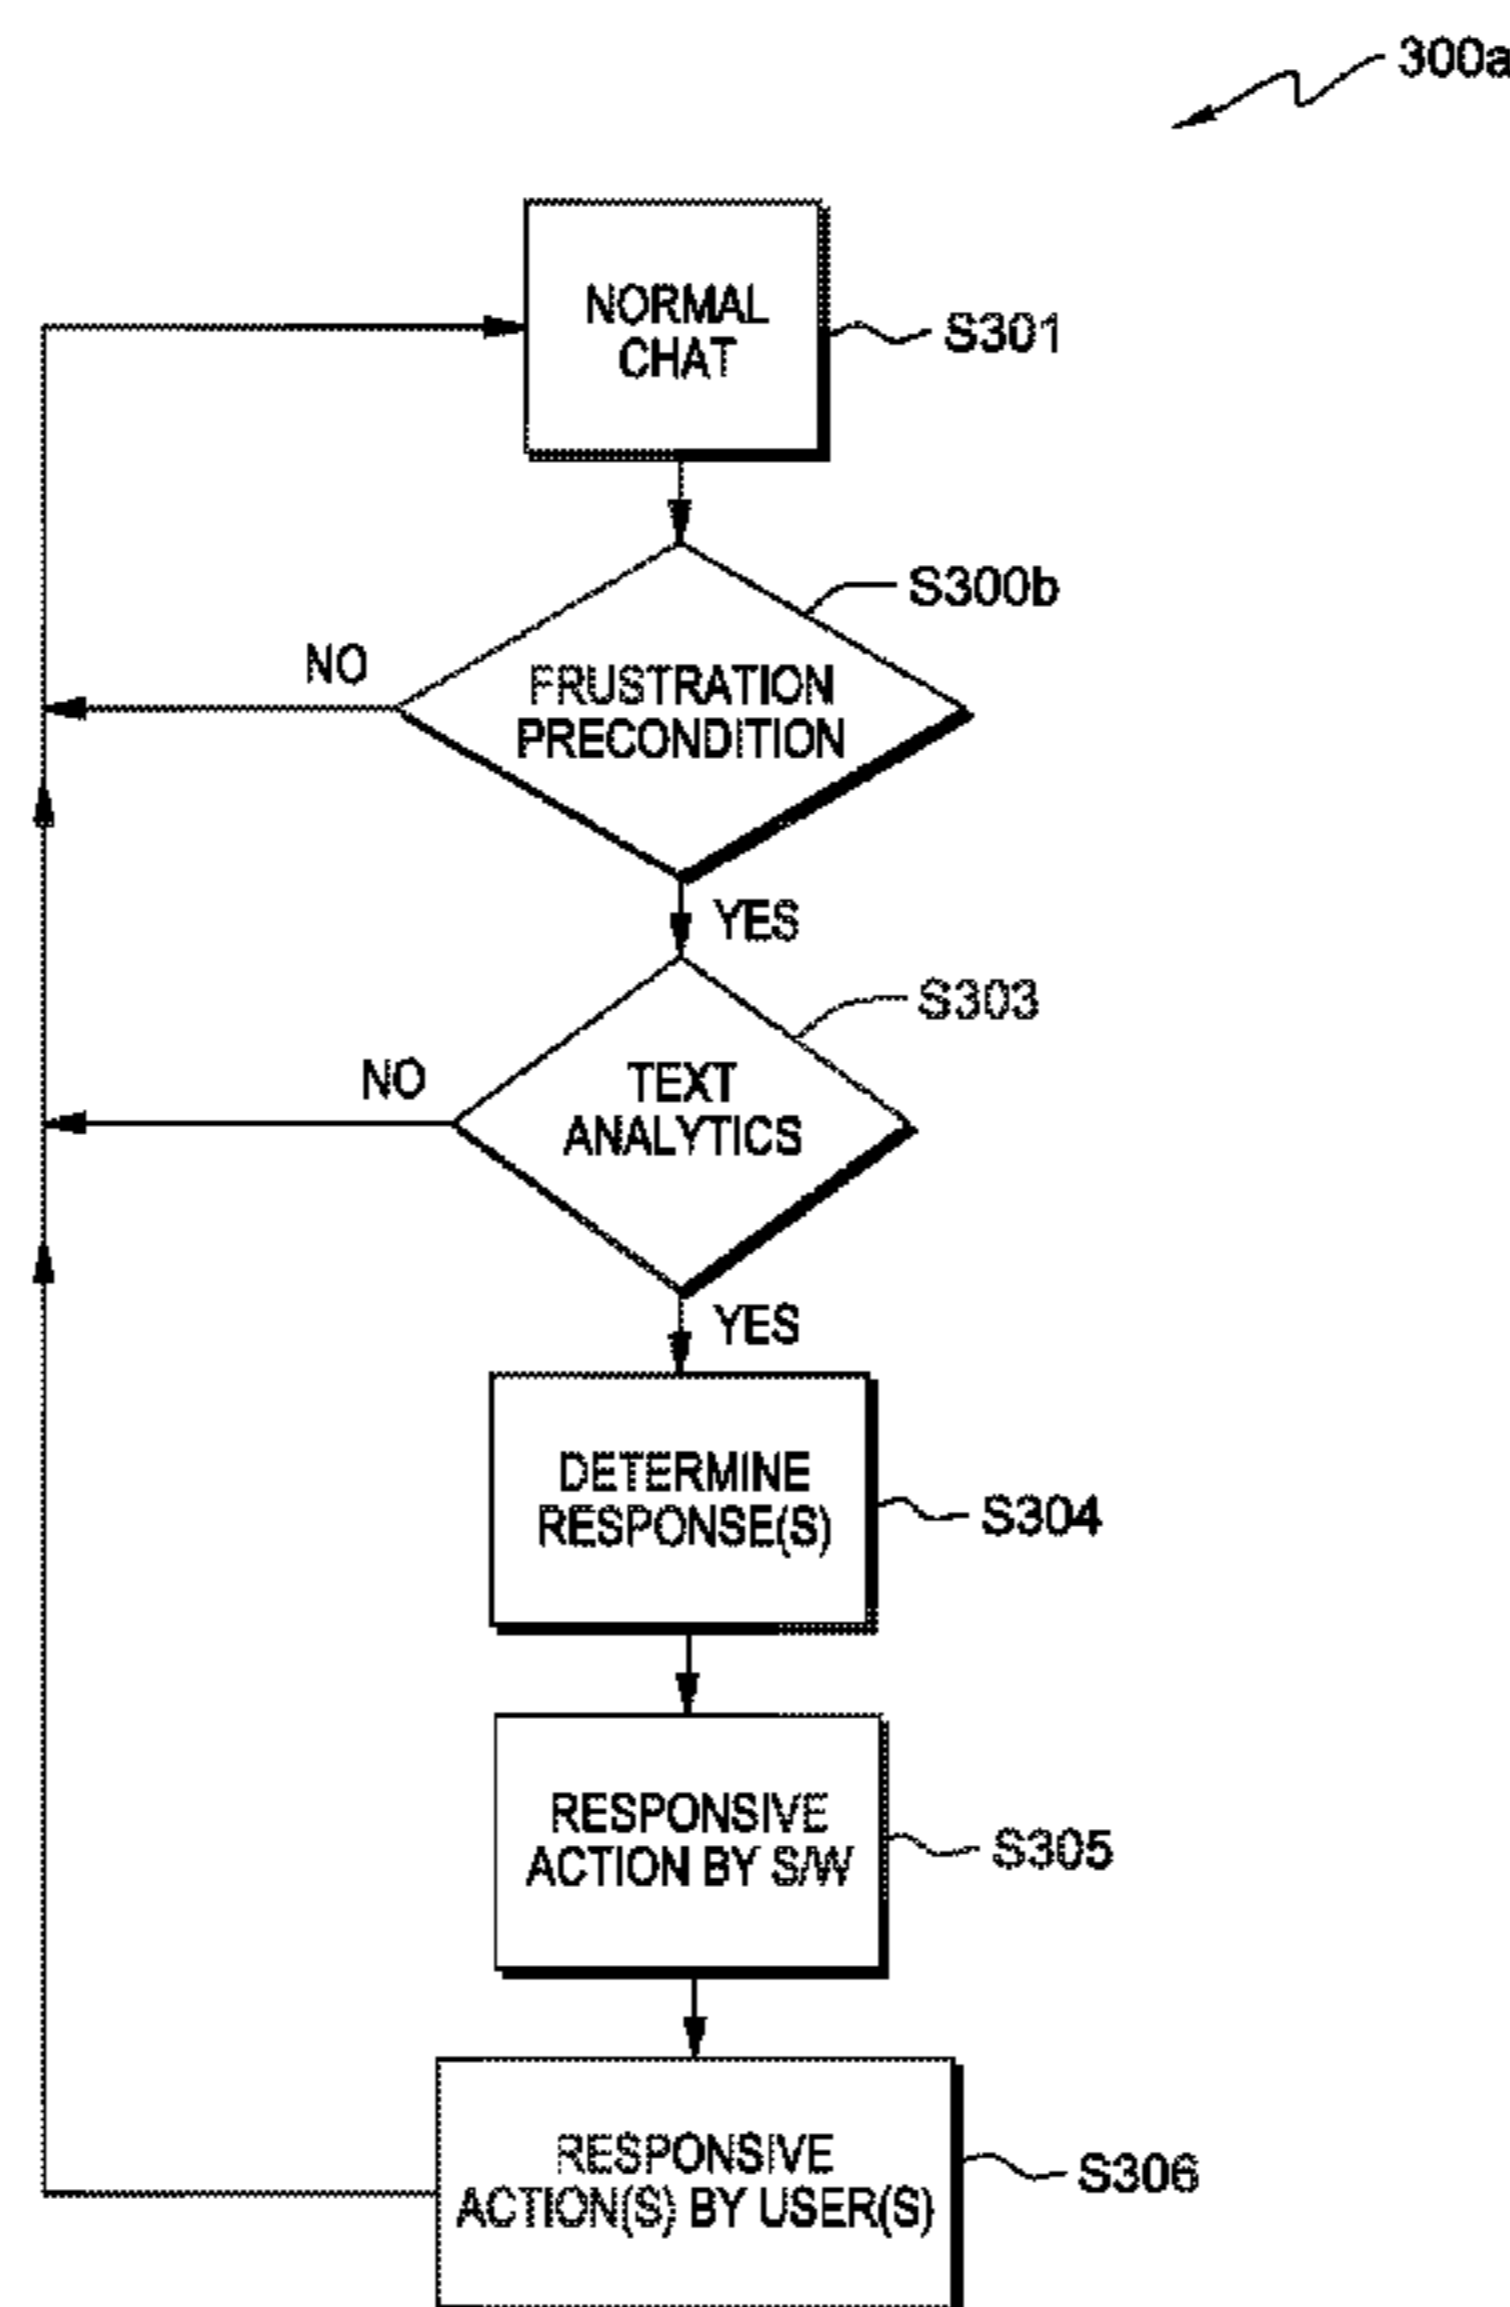 300a
NORMAL
CHAT
S301
S300b
NO
FRUSTRATION
PRECONDITION
YES
S303
NO
TEXT
ANALYTICS
YES
DETERMINE
RESPONSE(S)
S304
RESPONSIVE
ACTION BY S/W
S305
RESPONSIVE
ACTION(S) BY USER(S)
S306